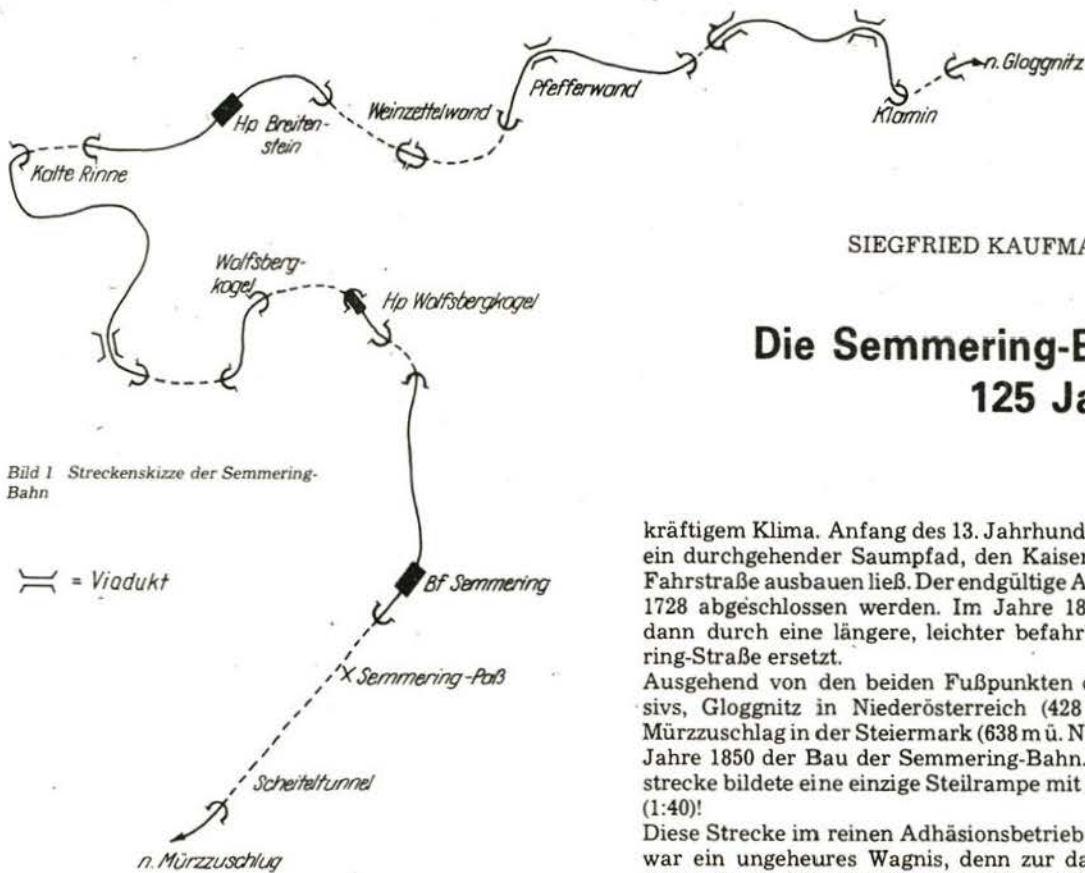 n. Gloggnitz
Pfefferwand
Klamin
Weinzettelwand
Hp Breiten-
stein
Kalte Rinne
Wolfsberg-
kogel
Hp Wolfsbergkogel
Bild 1 Streckenskizze der Semmering-
Bahn
= Viadukt
Bf Semmering
Semmering-Paß
Scheiteltunnel
n. Mürzzuschlug
SIEGFRIED KAUFMA
Die Semmering-B
125 Ja
kräftigem Klima. Anfang des 13. Jahrhund
ein durchgehender Saumpfad, den Kaiser
Fahrstraße ausbauen ließ. Der endgültige A
1728 abgeschlossen werden. Im Jahre 18
dann durch eine längere, leichter befahr
ring-Straße ersetzt.
Ausgehend von den beiden Fußpunkten d
sivs, Gloggnitz in Niederösterreich (428
Mürzzuschlag in der Steiermark (638 m ü. N
Jahre 1850 der Bau der Semmering-Bahn.
strecke bildete eine einzige Steilrampe mit
(1:40)!
Diese Strecke im reinen Adhäsionsbetrieb
war ein ungeheures Wagnis, denn zur da